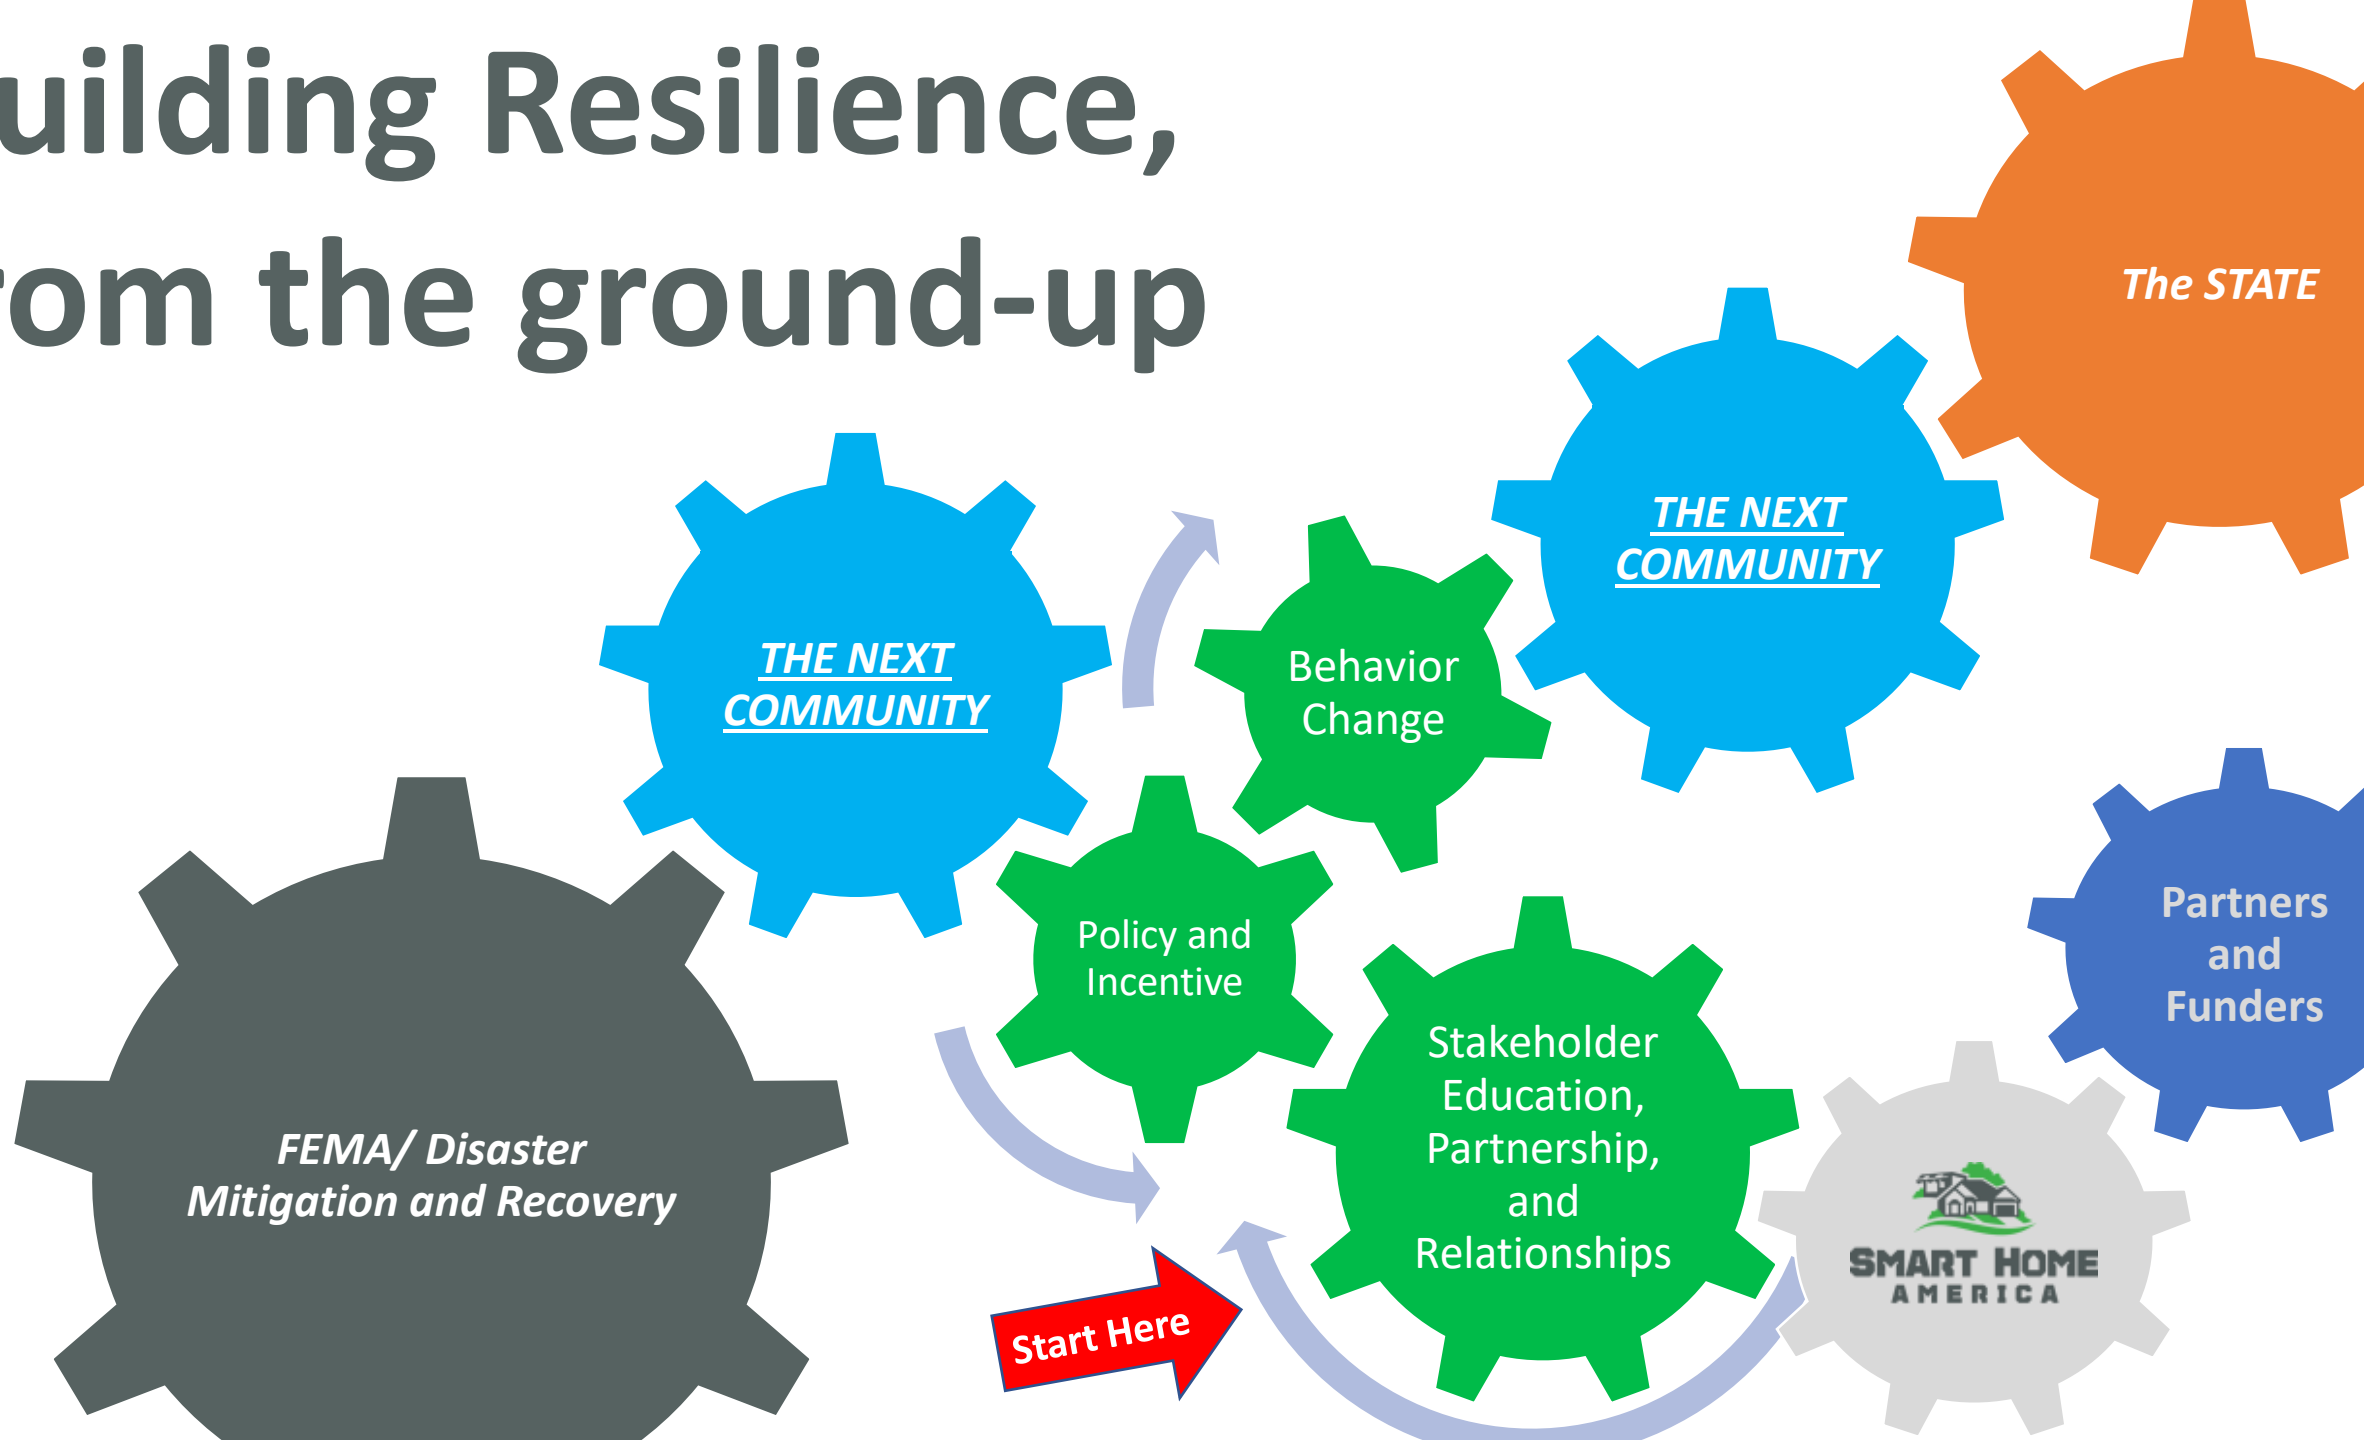 uilding Resilience,
rom the ground-up
The STATE
THE NEXT
COMMUNITY
THE NEXT
COMMUNITY
Behavior
Change
Policy and
Incentive
Partners
and
Funders
Stakeholder
Education,
Partnership,
and
Relationships
FEMA/ Disaster
Mitigation and Recovery
SMART HOME
AMERICA
Start Here